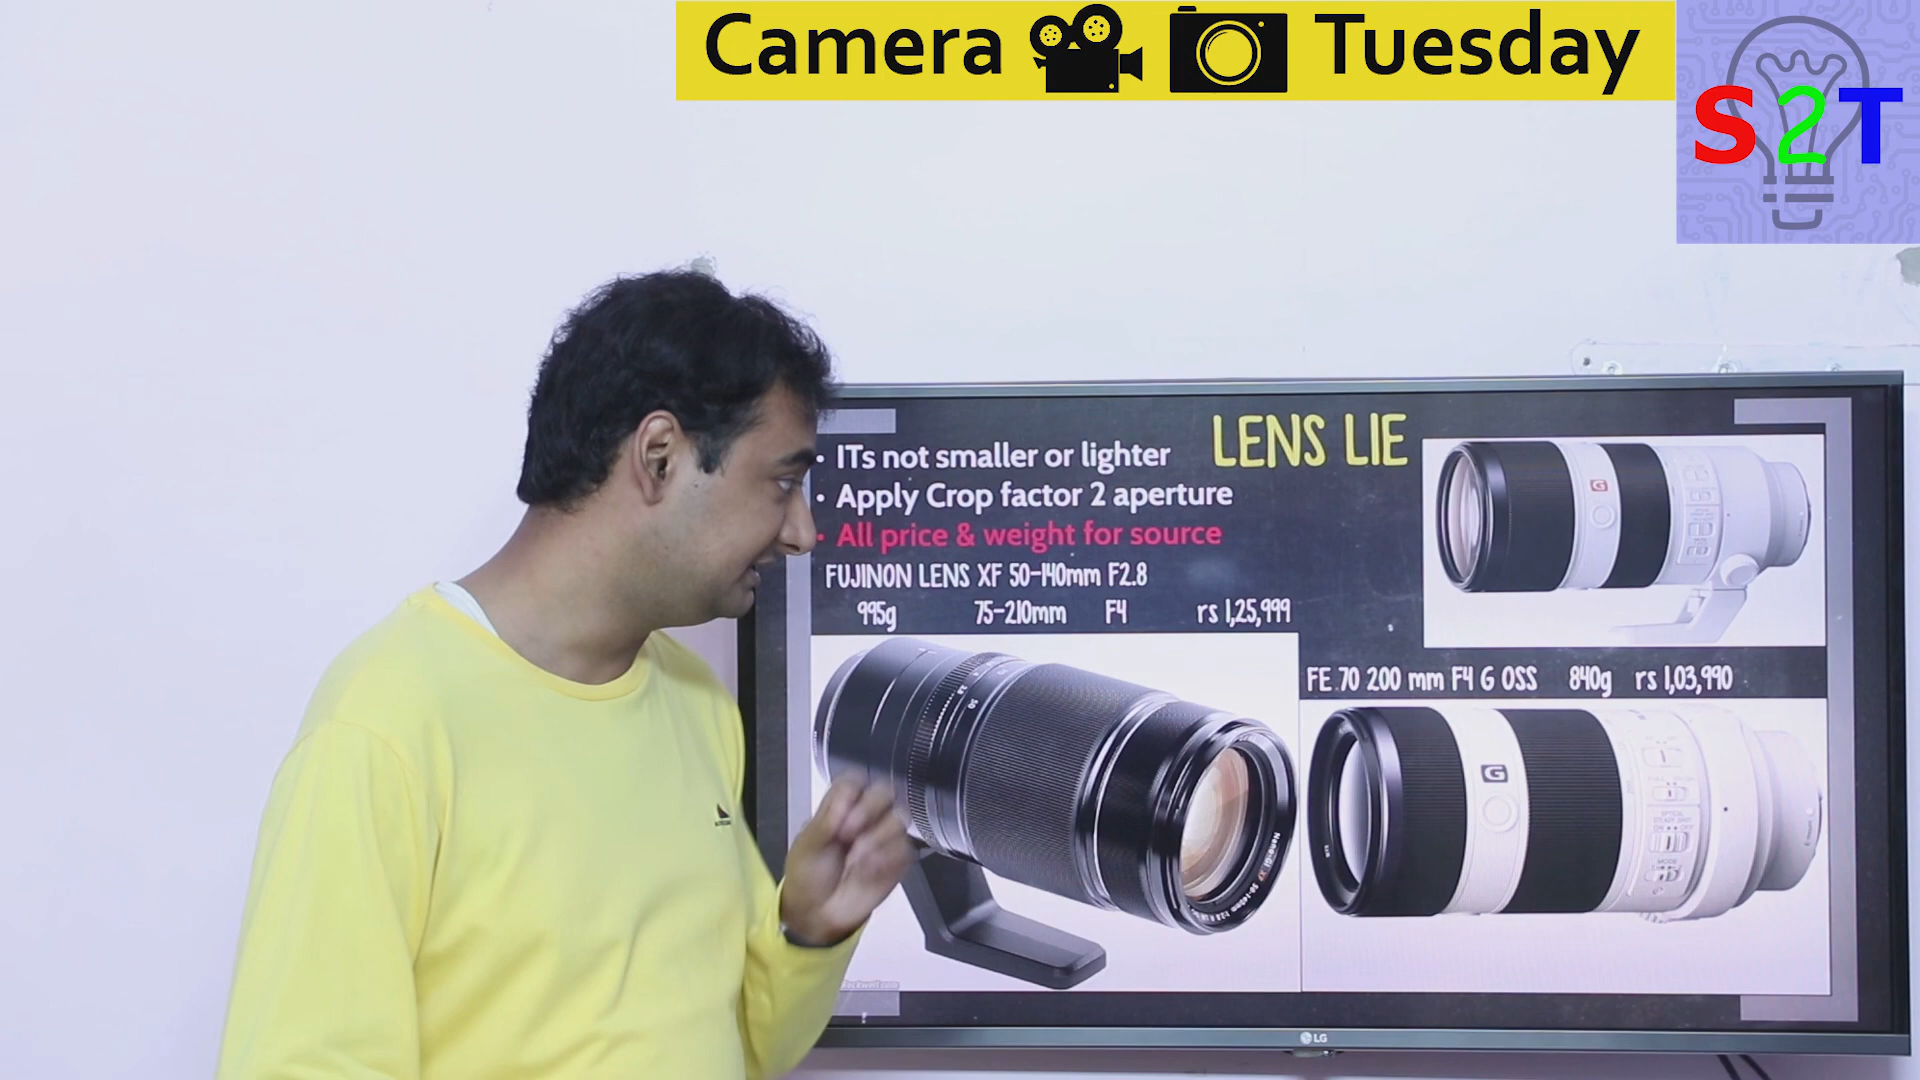 Camera Tuesday
S2T
LENS LIE
• ITs not smaller or lighter
• Apply Crop factor 2 aperture
• All price & weight for source
FUJINON LENS XF 50-140mm F2.8
995g 75-210mm F4 rs 1,25,999
G
FE 70 200 mm F4 G OSS 840g rs 1,03,990
G
LG